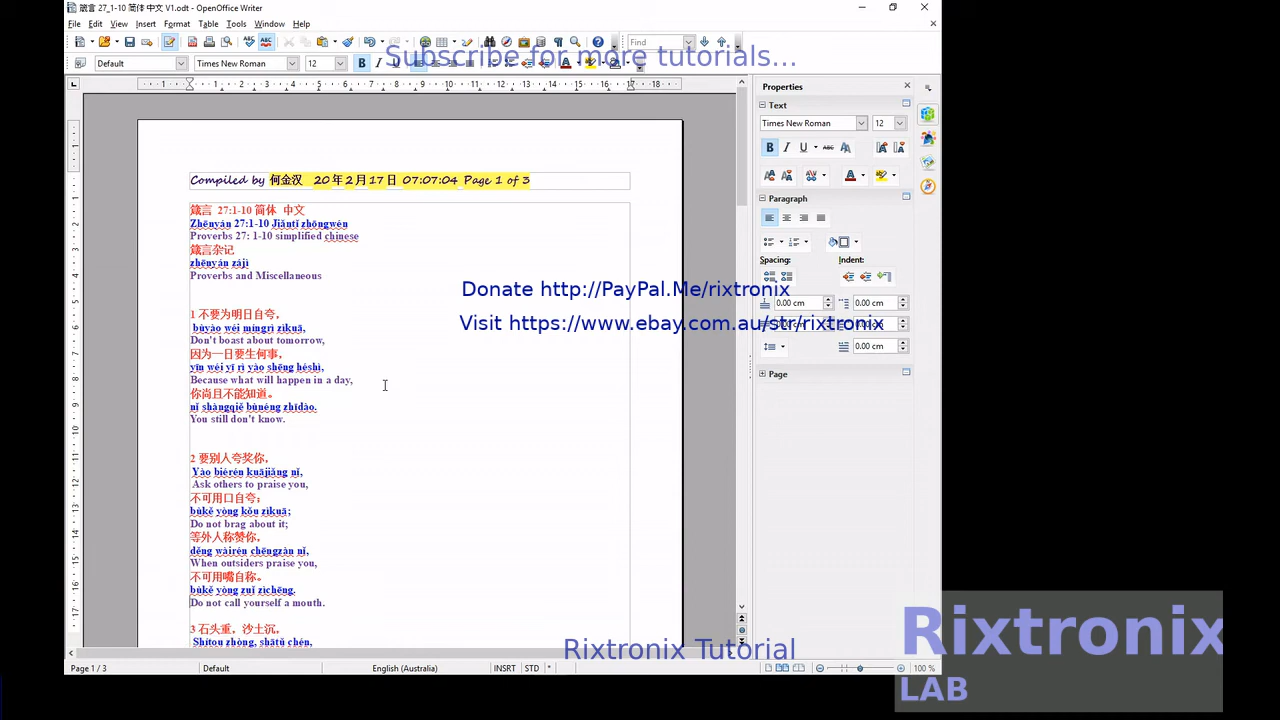 箴言 27_1-10 简体 中文 V1.odt - OpenOffice Writer
File Edit View Insert Format Table Tools Window Help
Find
Subscribe for more tutorials...
Default Times New Roman 12
Properties
Text
Times New Roman 12
Paragraph
Spacing: Indent:
0.00 cm 0.00 cm
0.00 cm 0.00 cm
0.00 cm
Page
Compiled by 何金汉 20年2月17日 07:07:04 Page 1 of 3
箴言 27:1-10 简体 中文
Zhēnyán 27:1-10 Jiǎntǐ zhōngwén
Proverbs 27: 1-10 simplified chinese
箴言杂记
zhēnyán zájì
Proverbs and Miscellaneous
Donate http://PayPal.Me/rixtronix
Visit https://www.ebay.com.au/str/rixtronix
1 不要为明日自夸，
bùyào wéi míngrì zìkuā,
Don't boast about tomorrow,
因为一日要生何事，
yīn wéi yī rì yào shēng héshì,
Because what will happen in a day,
你尚且不能知道。
nǐ shàngqiě bùnéng zhīdào.
You still don't know.
2 要别人夸奖你，
Yào biérén kuājiǎng nǐ,
Ask others to praise you,
不可用口自夸；
bùkě yòng kǒu zìkuā;
Do not brag about it;
等外人称赞你，
děng wàirén chēngzàn nǐ,
When outsiders praise you,
不可用嘴自称。
bùkě yòng zuǐ zìchēng.
Do not call yourself a mouth.
3 石头重，沙土沉，
Shítou zhòng, shātǔ chén,
Rixtronix Tutorial
Page 1 / 3 Default English (Australia) INSRT STD * 100 %
Rixtronix
LAB